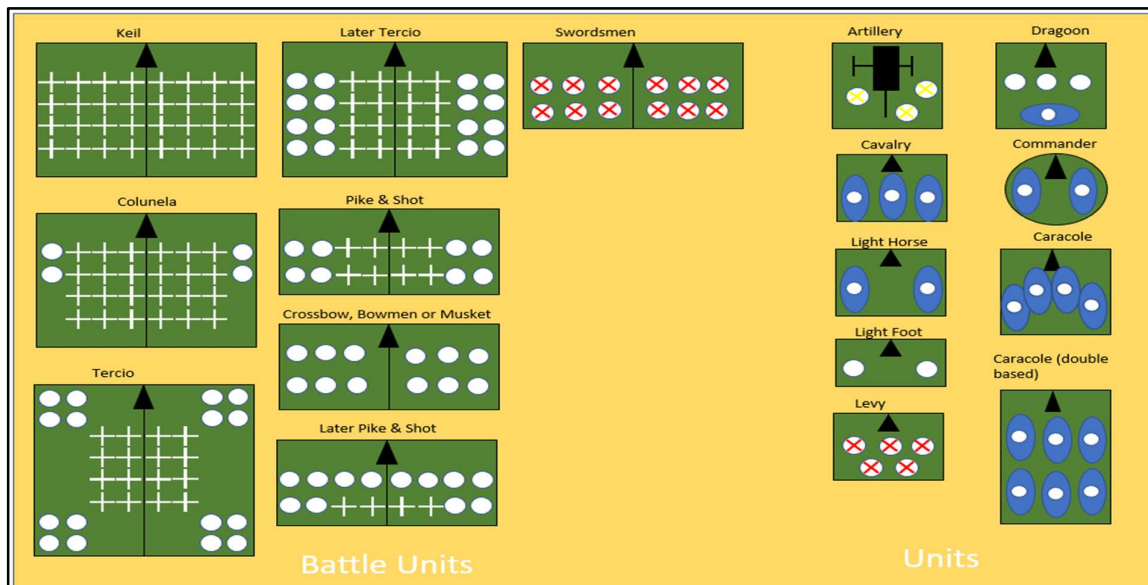 Keil
Later Tercio
Swordsmen
Artillery
Dragoon
Cavalry
Commander
Colunela
Pike & Shot
Light Horse
Caracole
Crossbow, Bowmen or Musket
Light Foot
Tercio
Caracole (double
based)
Later Pike & Shot
Levy
Battle Units
Units